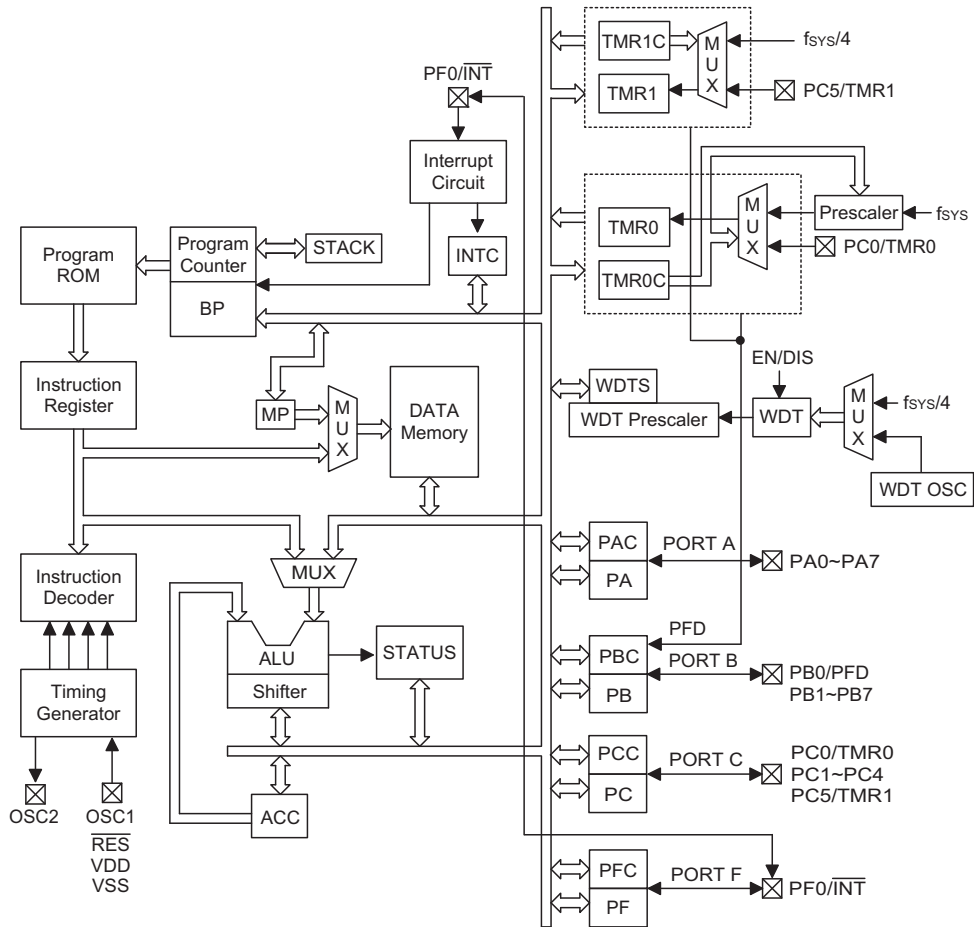 TMR1C
M
U
X
fSYS/4
TMR1
PC5/TMR1
PF0/INT
Interrupt
Circuit
TMR0
M
U
X
Prescaler
fSYS
PC0/TMR0
TMR0C
Program
ROM
Program
Counter
STACK
INTC
BP
Instruction
Register
MP
M
U
X
DATA
Memory
WDTS
WDT Prescaler
EN/DIS
WDT
M
U
X
fSYS/4
WDT OSC
Instruction
Decoder
MUX
PAC
PA
PORT A
PA0~PA7
ALU
Shifter
STATUS
PFD
PBC
PB
PORT B
PB0/PFD
PB1~PB7
Timing
Generator
PCC
PC
PORT C
PC0/TMR0
PC1~PC4
PC5/TMR1
OSC2
OSC1
RES
VDD
VSS
ACC
PFC
PF
PORT F
PF0/INT